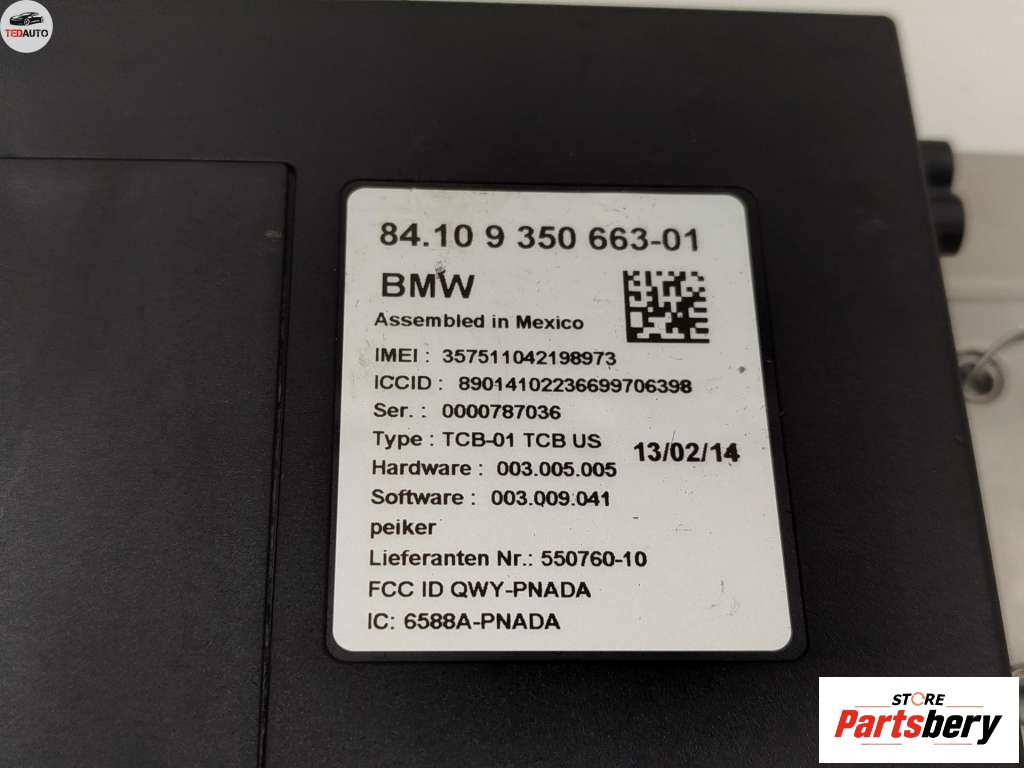 TEDAUTO
84.10 9 350 663-01
BMW
Assembled in Mexico
IMEI : 357511042198973
ICCID : 89014102236699706398
Ser. : 0000787036
Type : TCB-01 TCB US 13/02/14
Hardware : 003.005.005
Software : 003.009.041
peiker
Lieferanten Nr.: 550760-10
FCC ID QWY-PNADA
IC: 6588A-PNADA
STORE
Partsbery